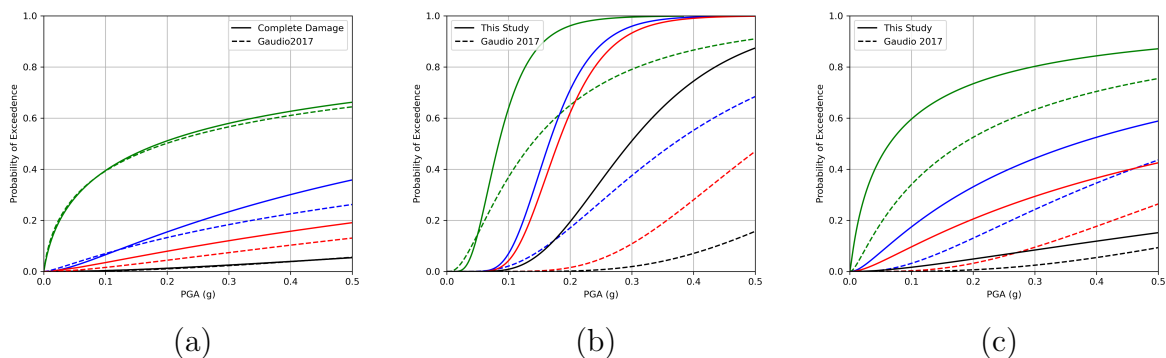 Probability of Exceedence
1.0
0.8
0.6
0.4
0.2
0.0
Complete Damage
Gaudio2017
0.0 0.1 0.2 0.3 0.4 0.5
PGA (g)
(a)
Probability of Exceedence
1.0
0.8
0.6
0.4
0.2
0.0
This Study
Gaudio 2017
0.0 0.1 0.2 0.3 0.4 0.5
PGA (g)
(b)
Probability of Exceedence
1.0
0.8
0.6
0.4
0.2
0.0
This Study
Gaudio 2017
0.0 0.1 0.2 0.3 0.4 0.5
PGA (g)
(c)